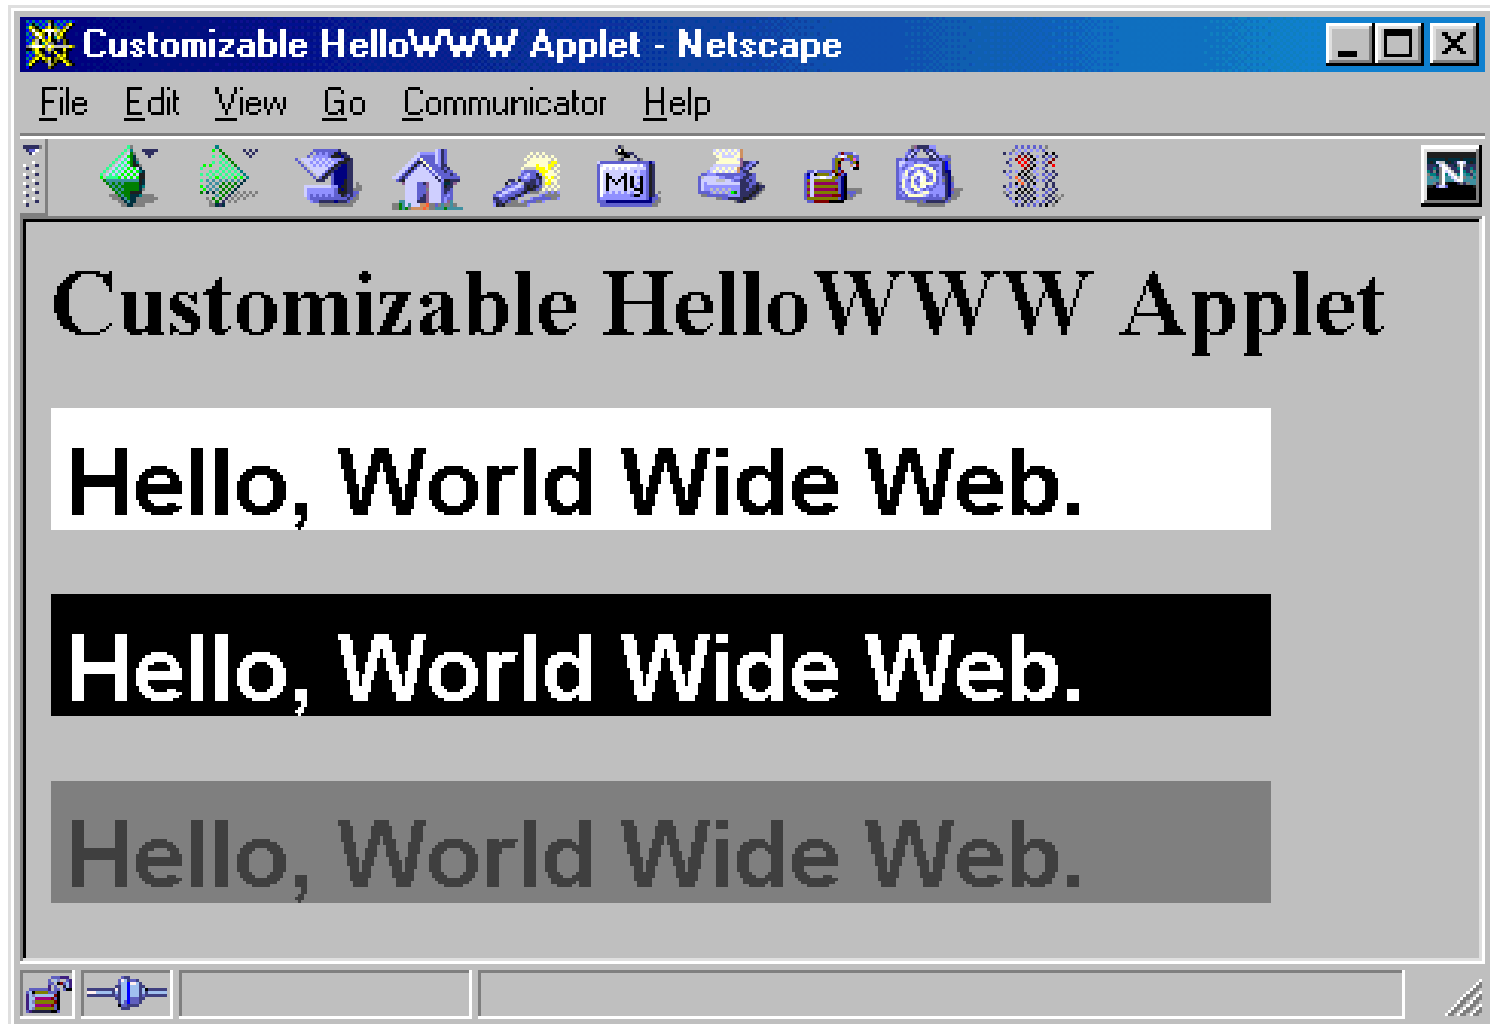 Customizable HelloWWW Applet - Netscape
File Edit View Go Communicator Help
My @ N
Customizable HelloWWW Applet
Hello, World Wide Web.
Hello, World Wide Web.
Hello, World Wide Web.